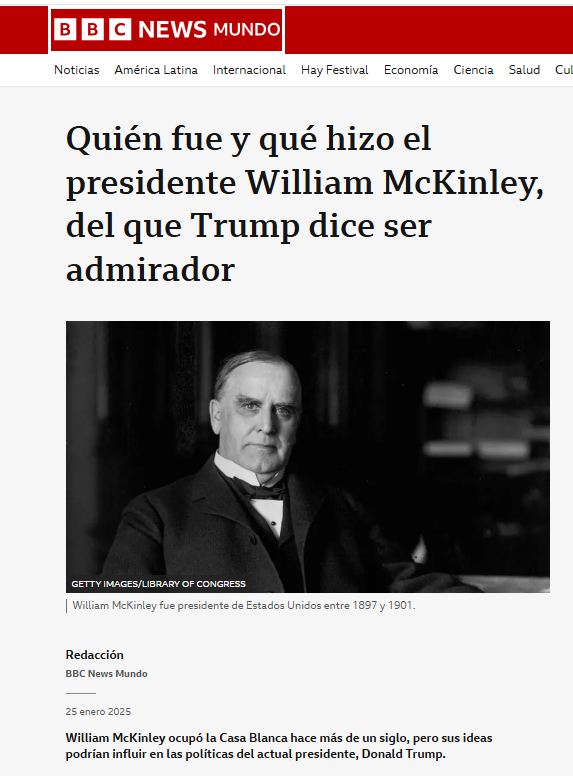 BBC NEWS MUNDO
Noticias América Latina Internacional Hay Festival Economía Ciencia Salud Cul
Quién fue y qué hizo el
presidente William McKinley,
del que Trump dice ser
admirador
GETTY IMAGES/LIBRARY OF CONGRESS
William McKinley fue presidente de Estados Unidos entre 1897 y 1901.
Redacción
BBC News Mundo
25 enero 2025
William McKinley ocupó la Casa Blanca hace más de un siglo, pero sus ideas
podrían influir en las políticas del actual presidente, Donald Trump.